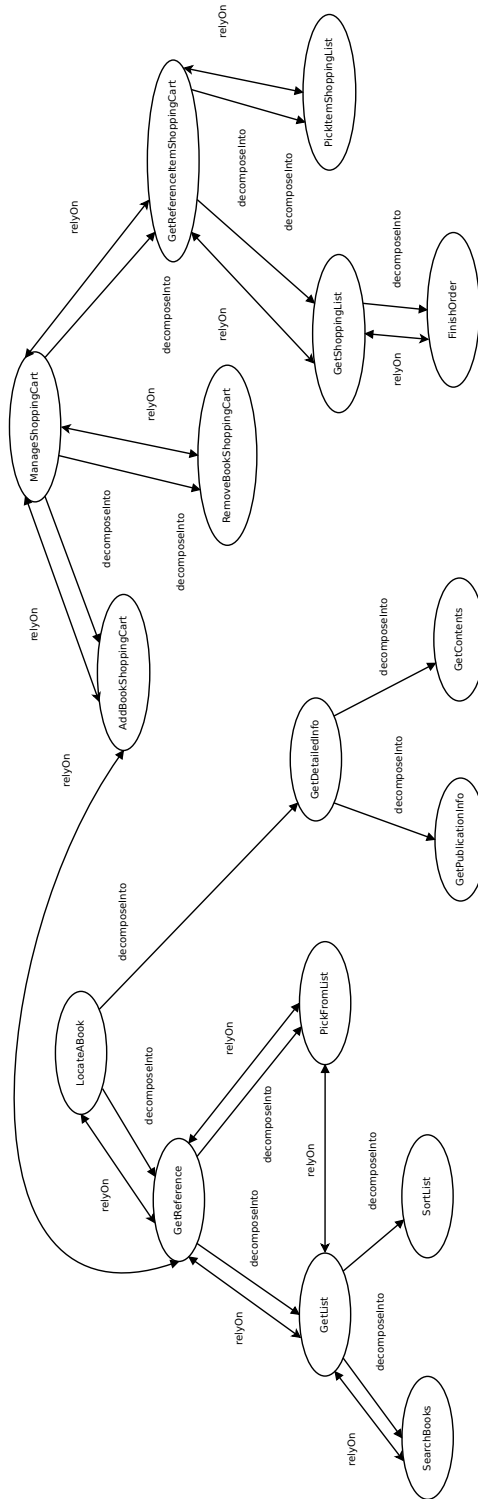 relyOn
ManageShoppingCart
relyOn
relyOn
LocateABook
relyOn
decomposeInto
AddBookShoppingCart
decomposeInto
decomposeInto
relyOn
decomposeInto
GetReference
GetReferenceItemShoppingCart
decomposeInto
RemoveBookShoppingCart
decomposeInto
relyOn
relyOn
relyOn
relyOn
decomposeInto
decomposeInto
decomposeInto
relyOn
GetDetailedInfo
GetList
PickFromList
GetShoppingList
PickItemShoppingList
relyOn
decomposeInto
decomposeInto
decomposeInto
decomposeInto
relyOn
decomposeInto
SearchBooks
SortList
GetPublicationInfo
GetContents
FinishOrder